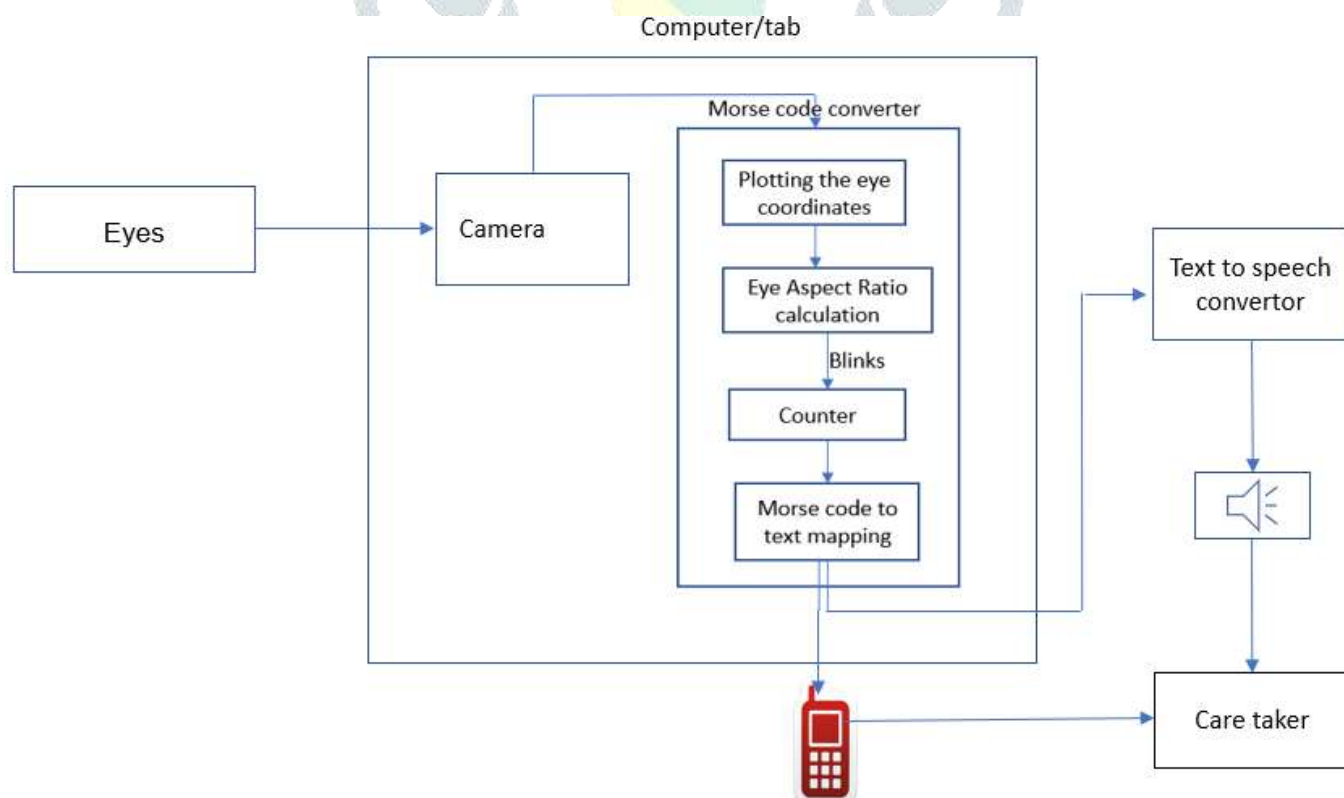 Computer/tab
Morse code converter
Plotting the eye
coordinates
Eyes
Camera
Eye Aspect Ratio
calculation
Text to speech
convertor
Blinks
Counter
Morse code to
text mapping
Care taker